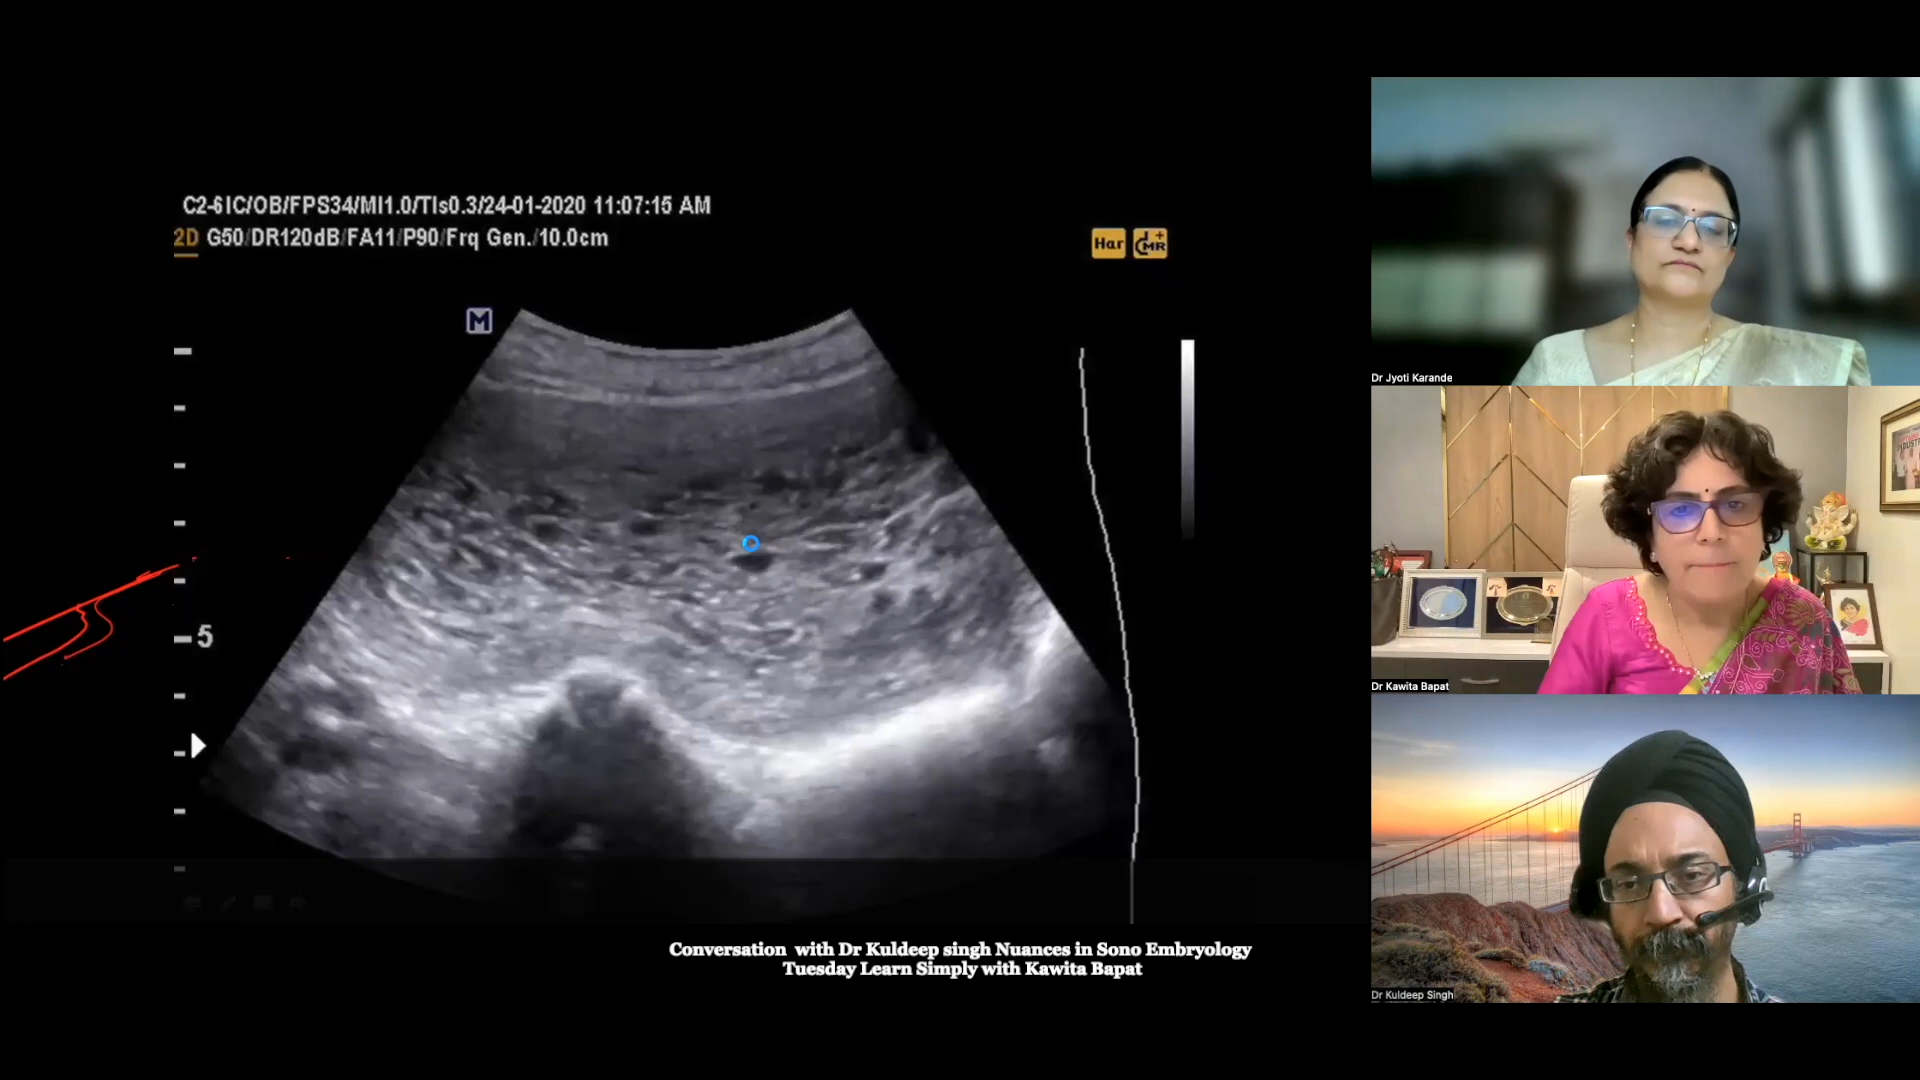 C2-6IC/OB/FPS34/MI1.0/TIs0.3/24-01-2020 11:07:15 AM
2D G50/DR120dB/FA11/P90/Frq Gen./10.0cm
Har
CMR+
M
5
Dr Jyoti Karande
Dr Kawita Bapat
Dr Kuldeep Singh
Conversation with Dr Kuldeep singh Nuances in Sono Embryology
Tuesday Learn Simply with Kawita Bapat